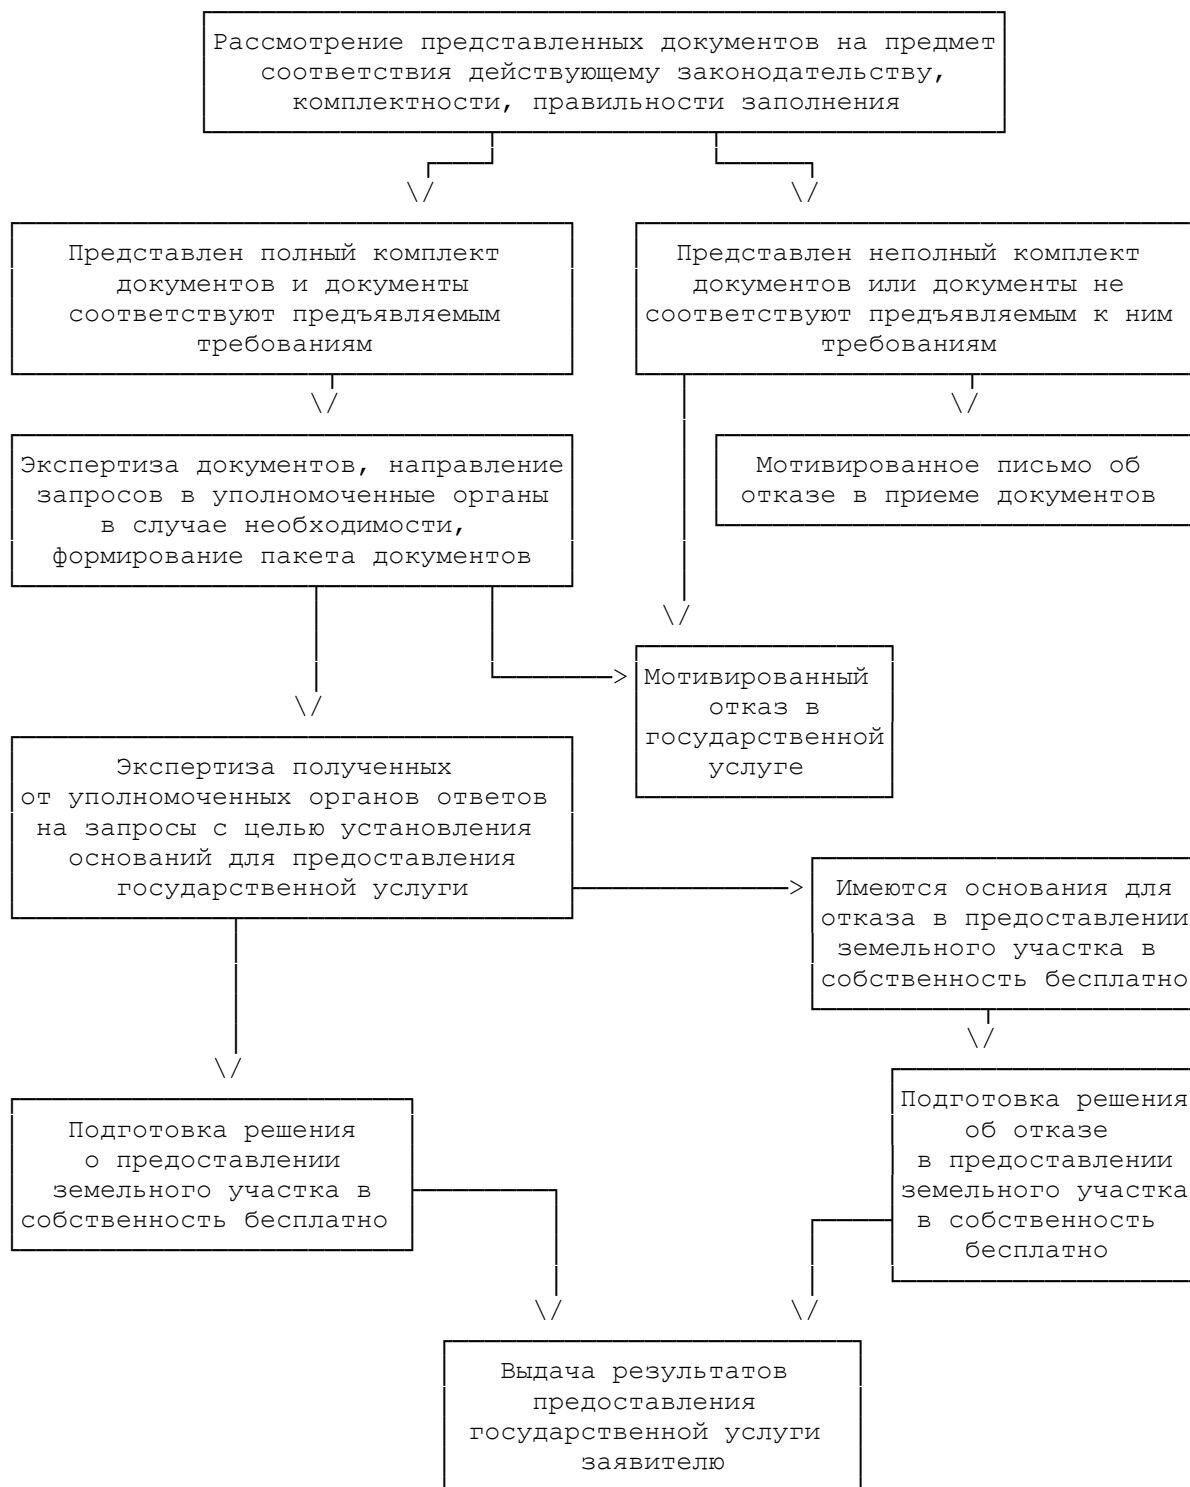 Рассмотрение представленных документов на предмет
соответствия действующему законодательству,
комплектности, правильности заполнения
Представлен полный комплект
документов и документы
соответствуют предъявляемым
требованиям
Представлен неполный комплект
документов или документы не
соответствуют предъявляемым к ним
требованиям
Экспертиза документов, направление
запросов в уполномоченные органы
в случае необходимости,
формирование пакета документов
Мотивированное письмо об
отказе в приеме документов
Мотивированный
отказ в
государственной
услуге
Экспертиза полученных
от уполномоченных органов ответов
на запросы с целью установления
оснований для предоставления
государственной услуги
Имеются основания для
отказа в предоставлении
земельного участка в
собственность бесплатно
Подготовка решения
о предоставлении
земельного участка в
собственность бесплатно
Подготовка решения
об отказе
в предоставлении
земельного участка
в собственность
бесплатно
Выдача результатов
предоставления
государственной услуги
заявителю